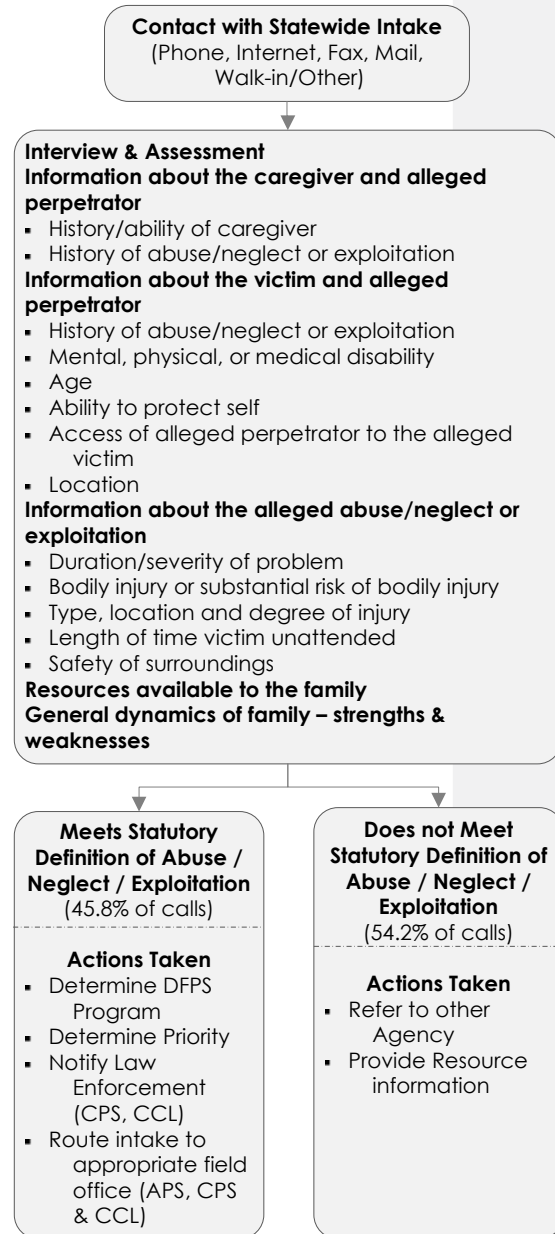 Contact with Statewide Intake
(Phone, Internet, Fax, Mail,
Walk-in/Other)
Interview & Assessment
Information about the caregiver and alleged
perpetrator
▪ History/ability of caregiver
▪ History of abuse/neglect or exploitation
Information about the victim and alleged
perpetrator
▪ History of abuse/neglect or exploitation
▪ Mental, physical, or medical disability
▪ Age
▪ Ability to protect self
▪ Access of alleged perpetrator to the alleged
victim
▪ Location
Information about the alleged abuse/neglect or
exploitation
▪ Duration/severity of problem
▪ Bodily injury or substantial risk of bodily injury
▪ Type, location and degree of injury
▪ Length of time victim unattended
▪ Safety of surroundings
Resources available to the family
General dynamics of family – strengths &
weaknesses
Meets Statutory
Definition of Abuse /
Neglect / Exploitation
(45.8% of calls)
Actions Taken
▪ Determine DFPS
Program
▪ Determine Priority
▪ Notify Law
Enforcement
(CPS, CCL)
▪ Route intake to
appropriate field
office (APS, CPS
& CCL)
Does not Meet
Statutory Definition of
Abuse / Neglect /
Exploitation
(54.2% of calls)
Actions Taken
▪ Refer to other
Agency
▪ Provide Resource
information